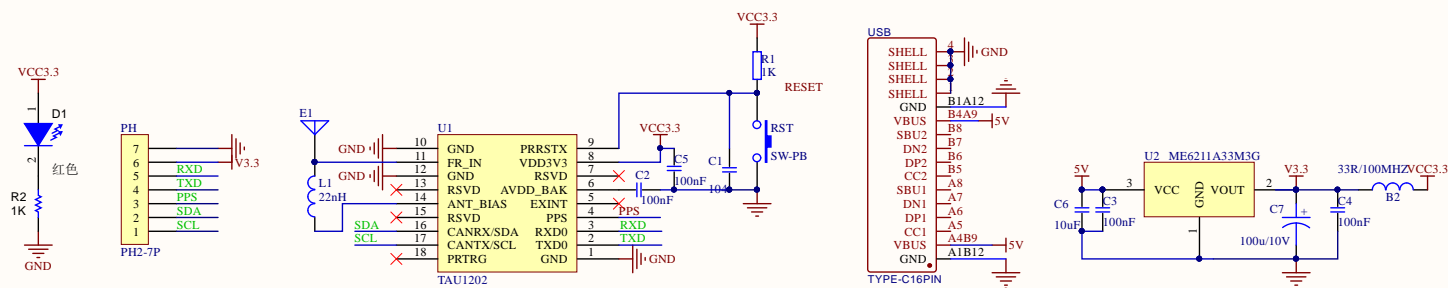 VCC3.3
1
D1
2
红色
R2
1K
GND
PH
7
6
V3.3
5
RXD
4
TXD
3
PPS
2
SDA
1
SCL
PH2-7P
E1
L1
22nH
U1
GND
10
GND
11
FR_IN
GND
12
GND
13
RSVD
14
ANT_BIAS
15
RSVD
SDA
16
CANRX/SDA
SCL
17
CANTX/SCL
18
PRTRG
PRRSTX
9
VDD3V3
8
RSVD
7
AVDD_BAK
6
EXINT
5
PPS
4
PPS
RXD0
3
RXD
TXD0
2
TXD
GND
1
GND
TAU1202
VCC3.3
C5
100nF
C2
100nF
C1
104
VCC3.3
R1
1K
RESET
RST
SW-PB
USB
SHELL
4
GND
SHELL
SHELL
SHELL
GND
B1A12
VBUS
B4A9
5V
SBU2
B8
DN2
B7
DP2
B6
CC2
B5
SBU1
A8
DN1
A7
DP1
A6
CC1
A5
VBUS
A4B9
5V
GND
A1B12
TYPE-C16PIN
5V
C6
10uF
C3
100nF
U2 ME6211A33M3G
3
VCC
VOUT
2
GND
1
V3.3
C7
+
100u/10V
C4
100nF
33R/100MHZ
B2
VCC3.3